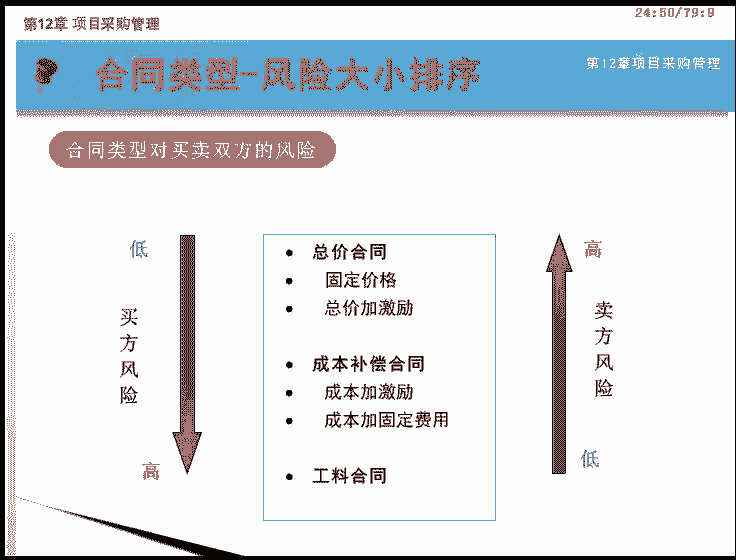 24:50/79:9
第12章 项目采购管理
合同类型-风险大小排序
第12章项目采购管理
合同类型对买卖双方的风险
低
买方风险
高
• 总价合同
• 固定价格
• 总价加激励
• 成本补偿合同
• 成本加激励
• 成本加固定费用
• 工料合同
高
卖方风险
低